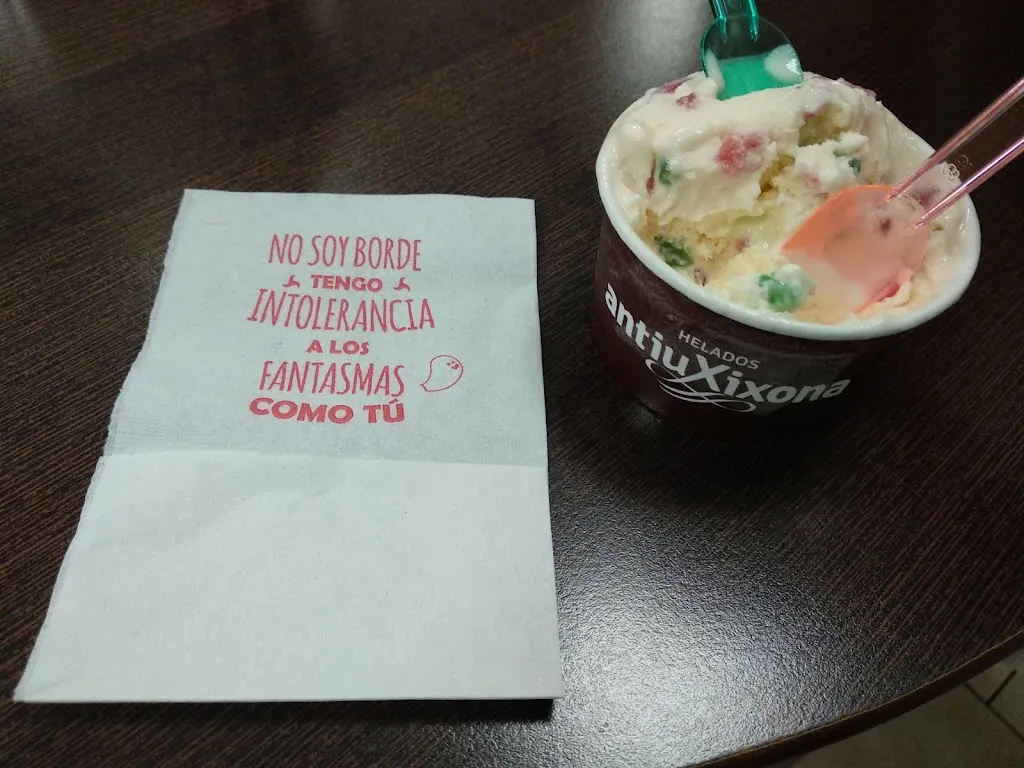 NO SOY BORDE
TENGO
INTOLERANCIA
A LOS
FANTASMAS
COMO TÚ
HELADOS
antiuXixona